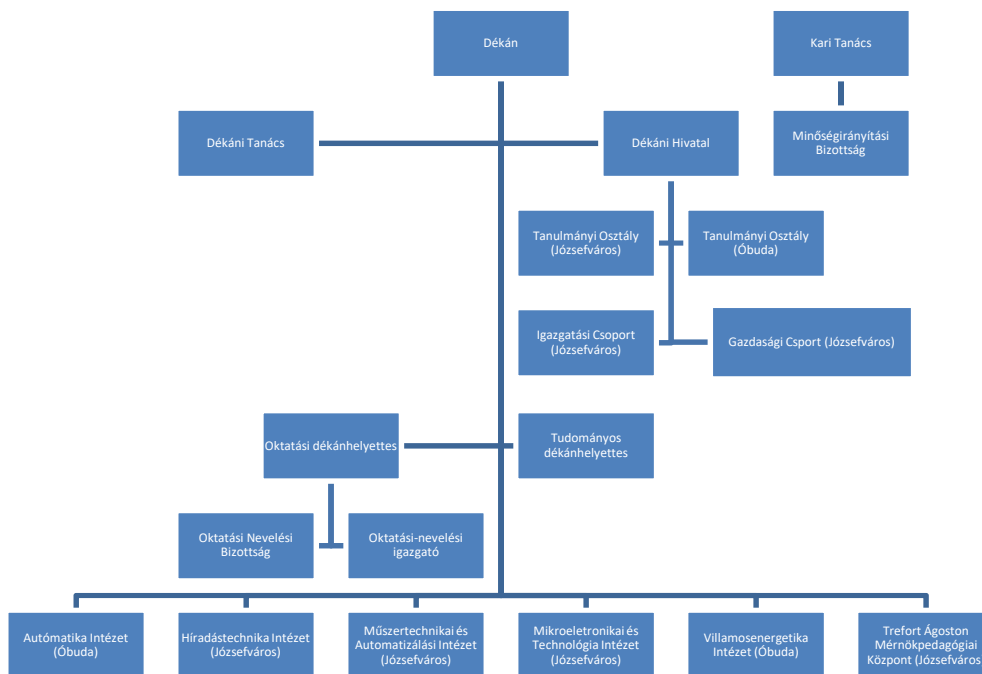 Dékán
Kari Tanács
Dékáni Tanács
Dékáni Hivatal
Minőségirányítási
Bizottság
Tanulmányi Osztály
(Józsefváros)
Tanulmányi Osztály
(Óbuda)
Igazgatási Csoport
(Józsefváros)
Gazdasági Csport (Józsefváros)
Oktatási dékánhelyettes
Tudományos
dékánhelyettes
Oktatási Nevelési
Bizottság
Oktatási-nevelési
igazgató
Autómatika Intézet
(Óbuda)
Híradástechnika Intézet
(Józsefváros)
Műszertechnikai és
Automatizálási Intézet
(Józsefváros)
Mikroeletronikai és
Technológia Intézet
(Józsefváros)
Villamosenergetika
Intézet (Óbuda)
Trefort Ágoston
Mérnökpedagógiai
Központ (Józsefváros